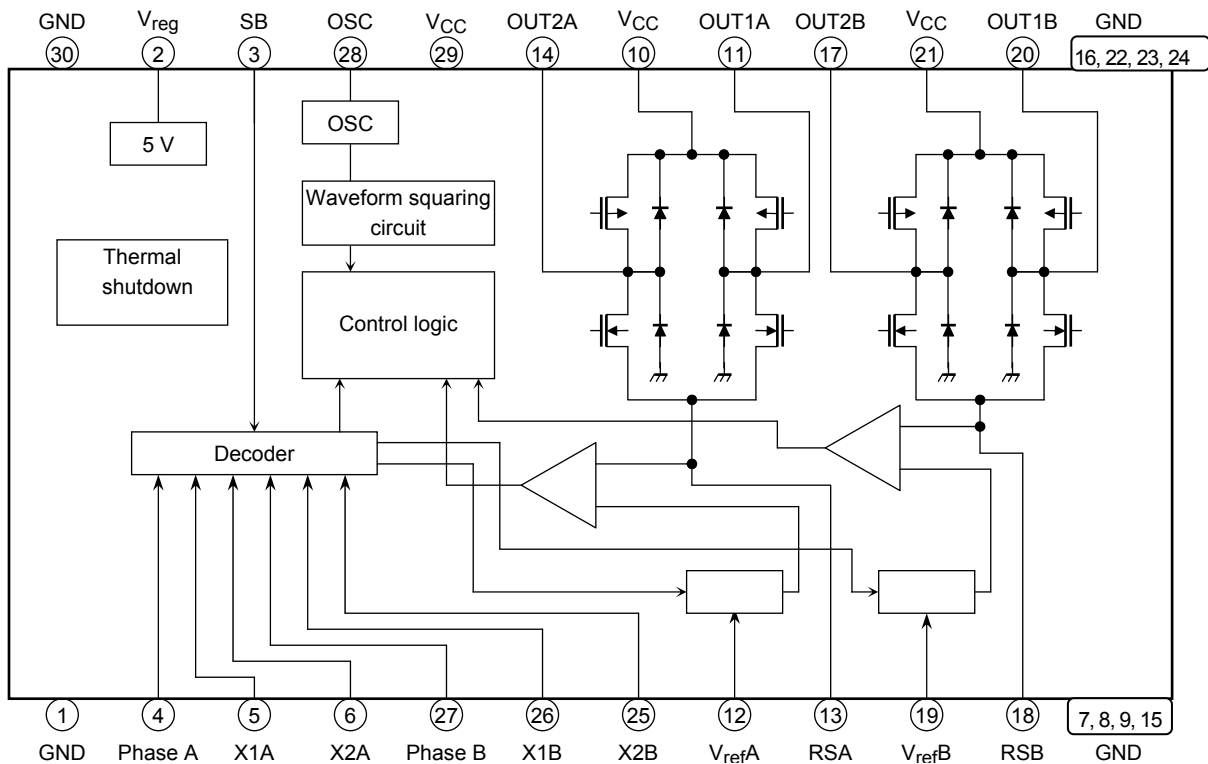 GND Vreg SB OSC VCC OUT2A VCC OUT1A OUT2B VCC OUT1B GND
30 2 3 28 29 14 10 11 17 21 20 16, 22, 23, 24
5 V
OSC
Waveform squaring
circuit
Thermal
shutdown
Control logic
Decoder
1 4 5 6 27 26 25 12 13 19 18 7, 8, 9, 15
GND Phase A X1A X2A Phase B X1B X2B VrefA RSA VrefB RSB GND